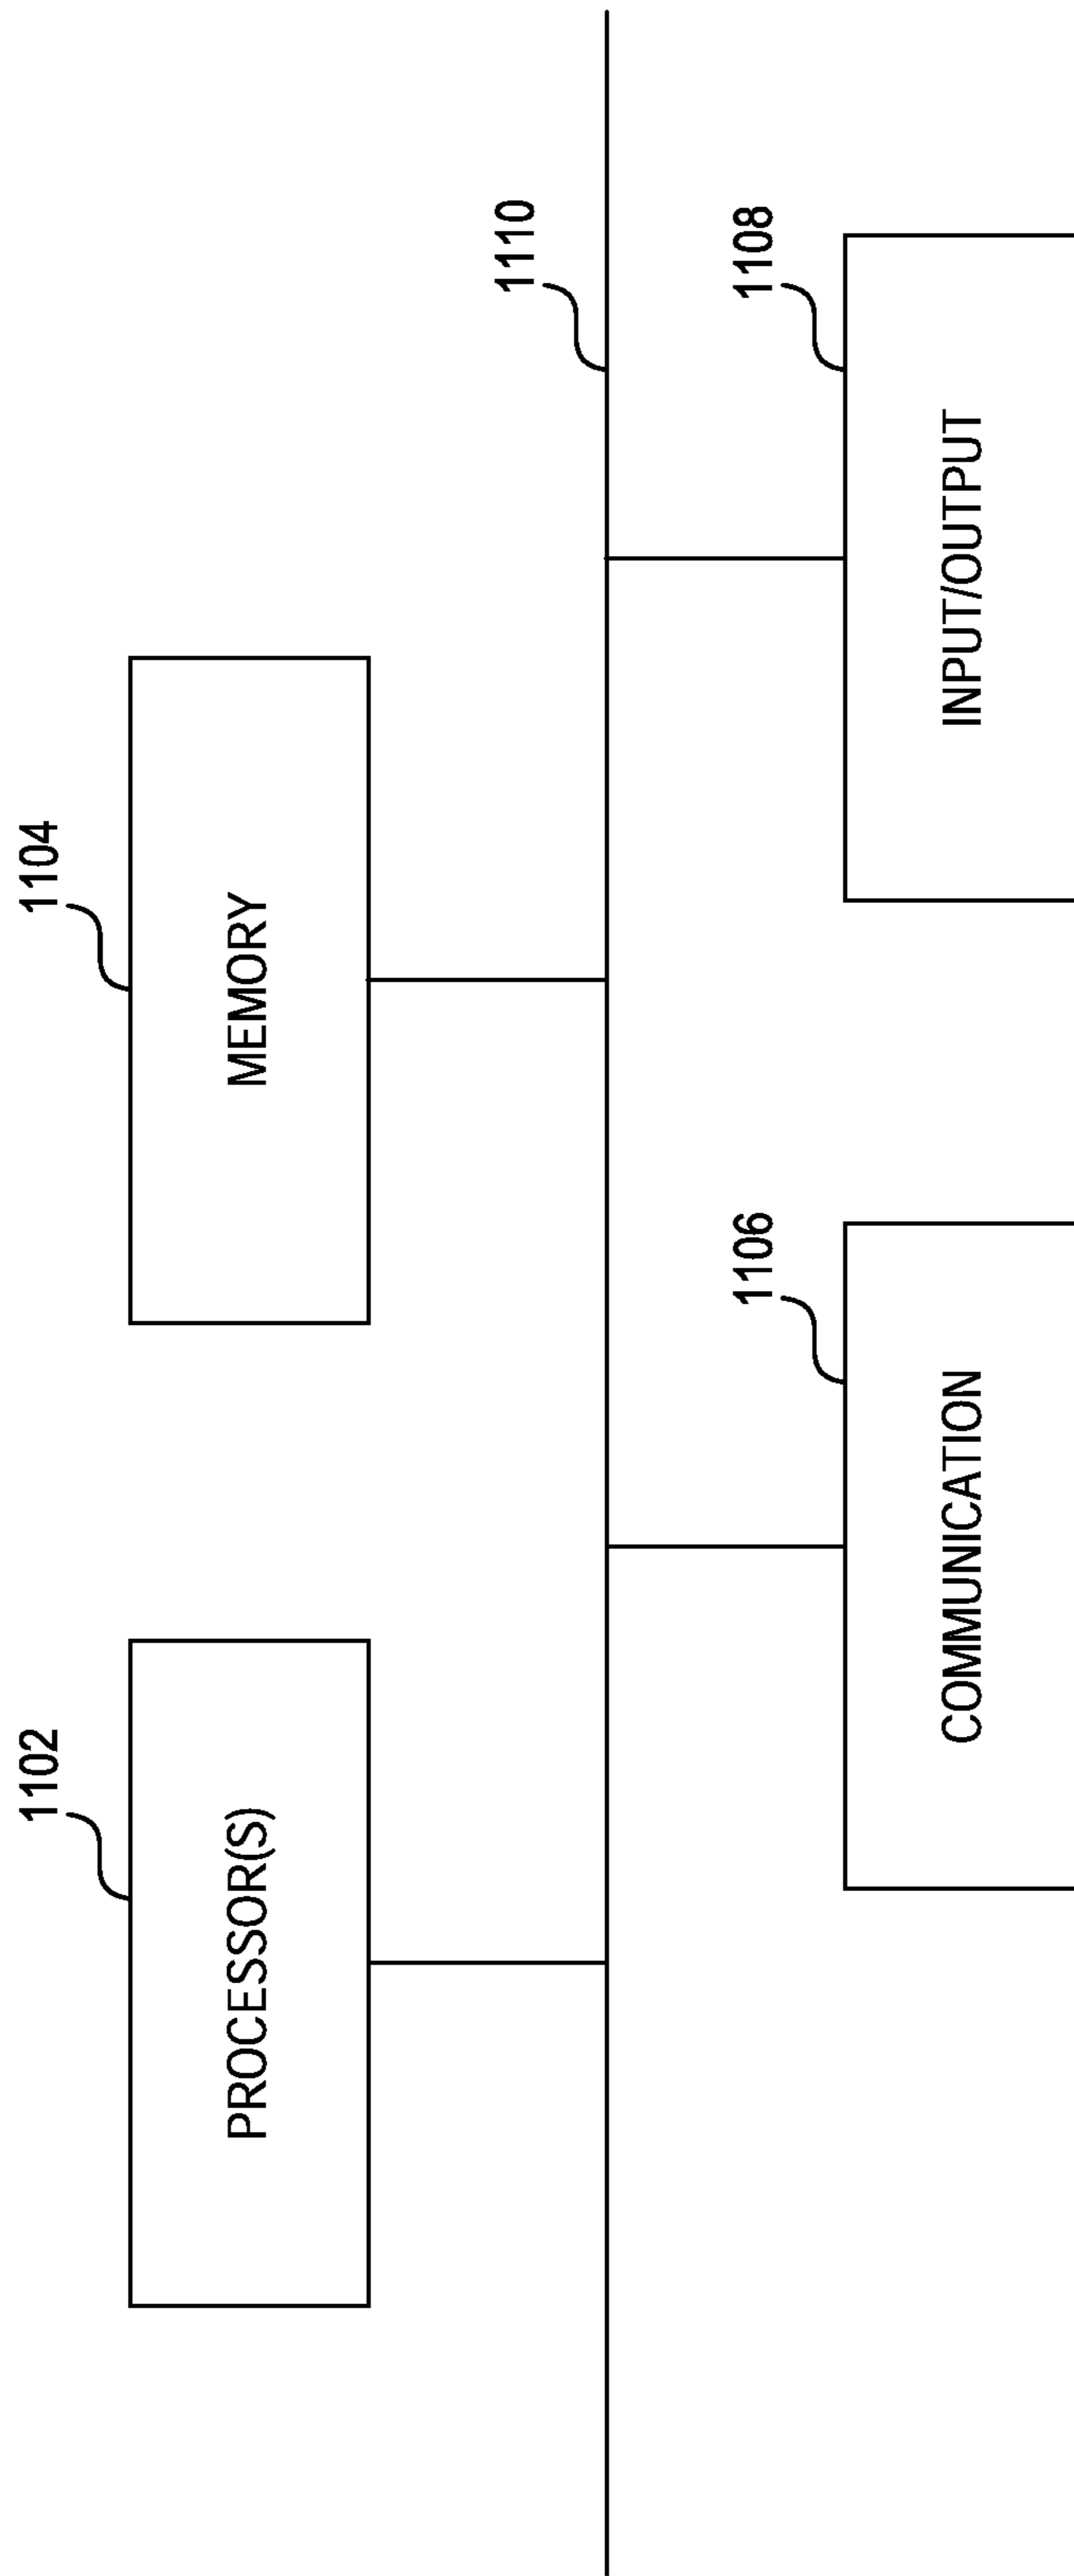 1102
PROCESSOR(S)
1104
MEMORY
1110
1106
COMMUNICATION
1108
INPUT/OUTPUT